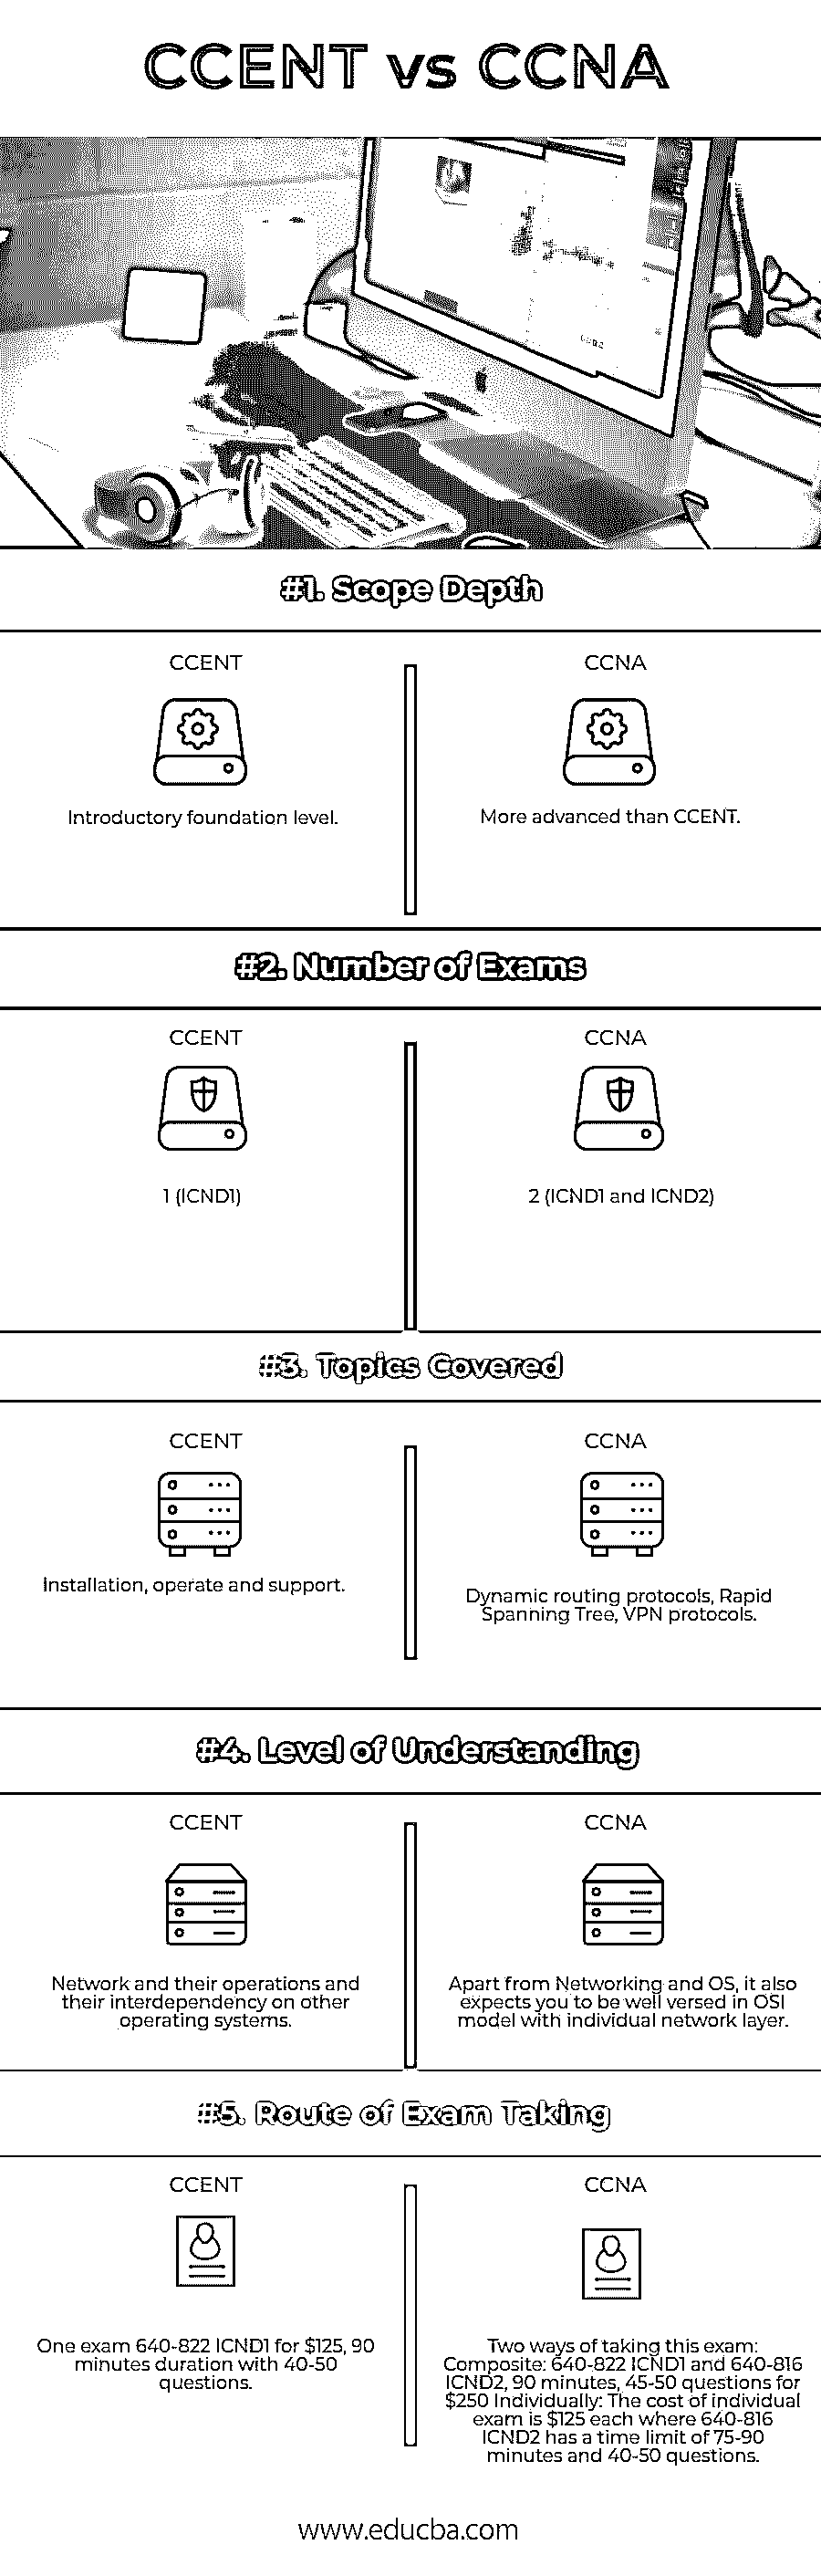 CCENT vs CCNA
#1. Scope Depth
CCENT
CCNA
Introductory foundation level.
More advanced than CCENT.
#2. Number of Exams
CCENT
CCNA
1 (ICND1)
2 (ICND1 and ICND2)
#3. Topics Covered
CCENT
CCNA
Installation, operate and support.
Dynamic routing protocols, Rapid
Spanning Tree, VPN protocols.
#4. Level of Understanding
CCENT
CCNA
Network and their operations and
their interdependency on other
operating systems.
Apart from Networking and OS, it also
expects you to be well versed in OSI
model with individual network layer.
#5. Route of Exam Taking
CCENT
CCNA
One exam 640-822 ICND1 for $125, 90
minutes duration with 40-50
questions.
Two ways of taking this exam:
Composite: 640-822 ICND1 and 640-816
ICND2, 90 minutes, 45-50 questions for
$250 Individually: The cost of individual
exam is $125 each where 640-816
ICND2 has a time limit of 75-90
minutes and 40-50 questions.
www.educba.com